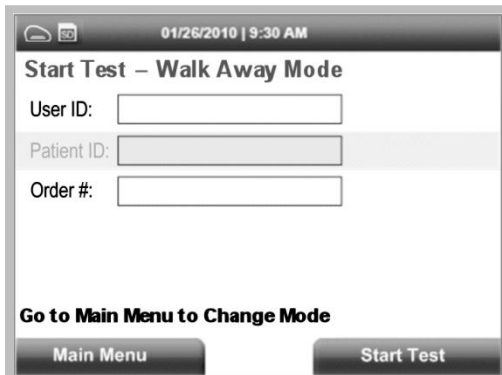 SD 01/26/2010 | 9:30 AM
Start Test – Walk Away Mode
User ID:
Patient ID:
Order #:
Go to Main Menu to Change Mode
Main Menu Start Test